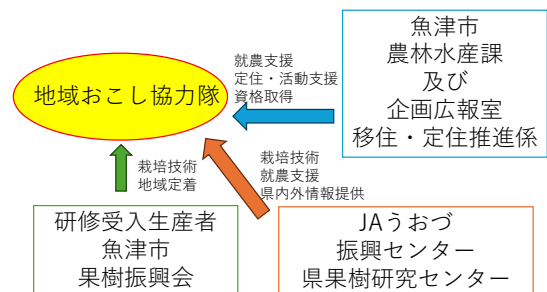 地域おこし協力隊
就農支援
定住・活動支援
資格取得
魚津市
農林水産課
及び
企画広報室
移住・定住推進係
栽培技術
地域定着
栽培技術
就農支援
県内外情報提供
研修受入生産者
魚津市
果樹振興会
JAうおづ
振興センター
県果樹研究センター